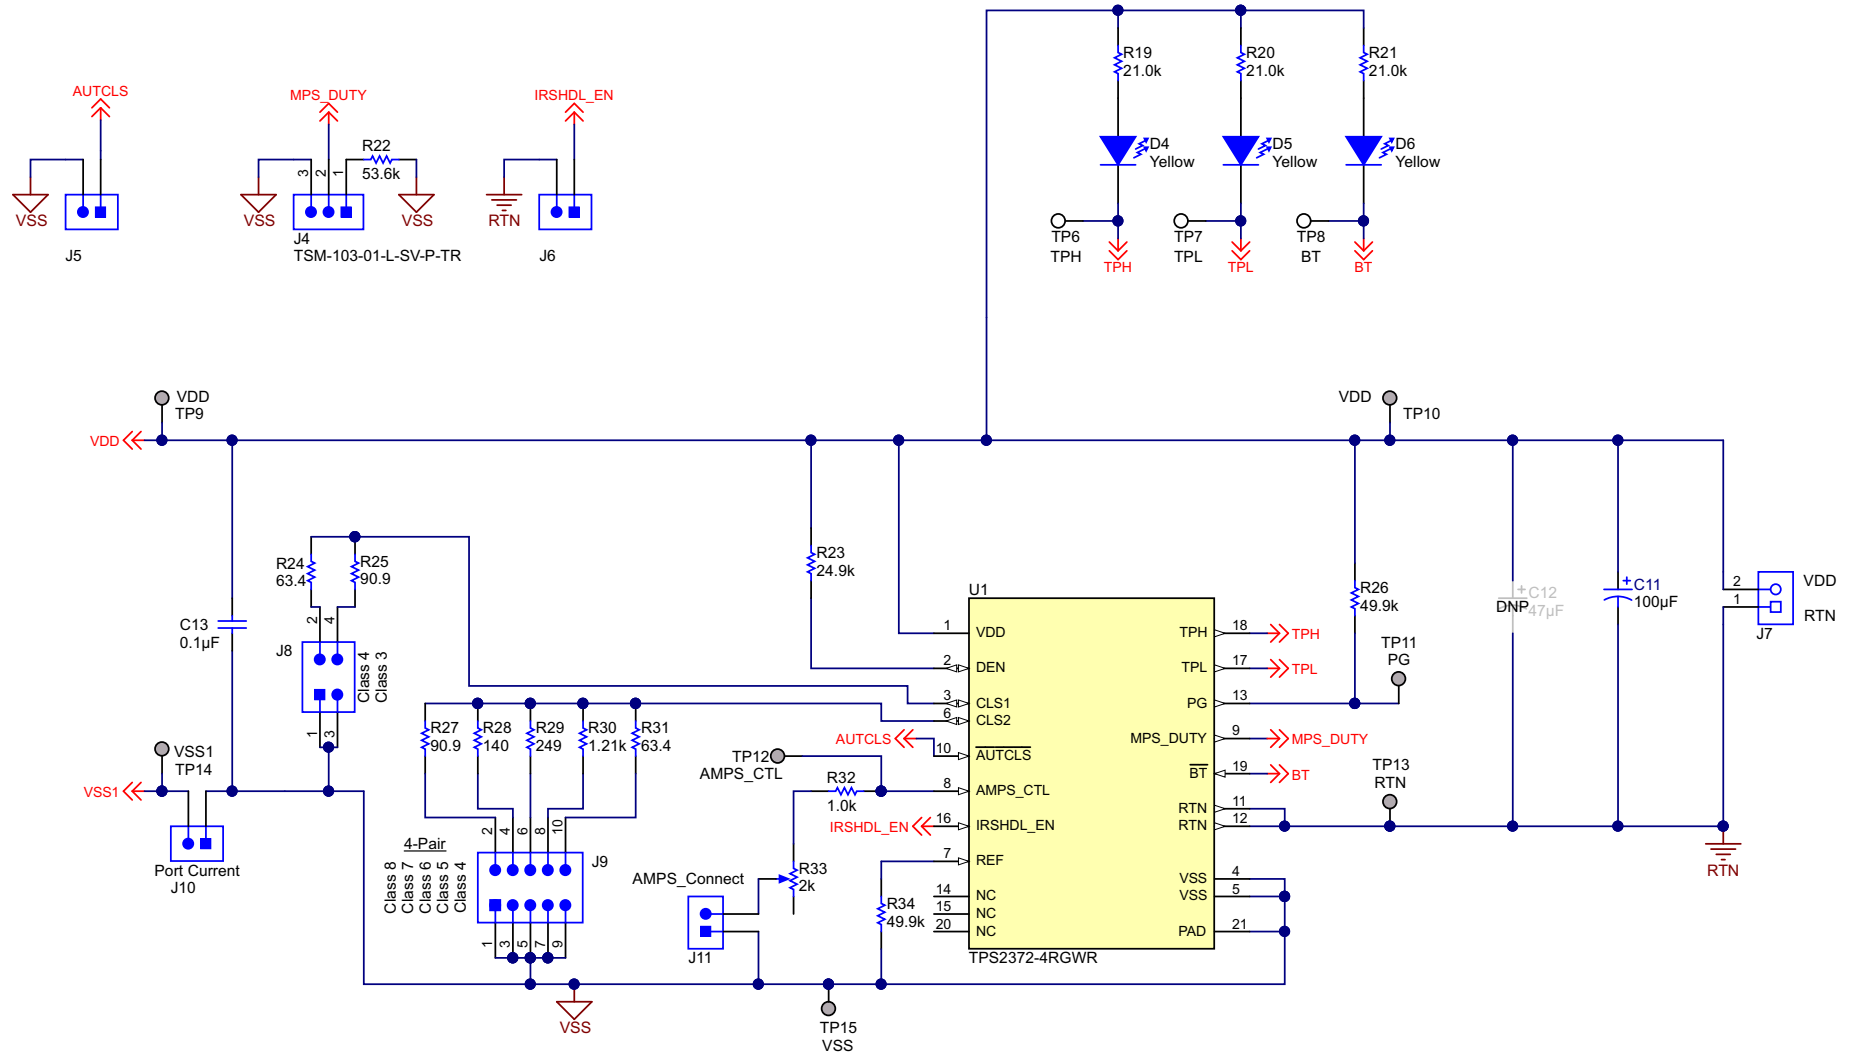 R19
21.0k
R20
21.0k
R21
21.0k
AUTCLS
MPS_DUTY
IRSHDL_EN
R22
53.6k
D4
Yellow
D5
Yellow
D6
Yellow
3
2
1
VSS
VSS
VSS
RTN
J5
J4
TSM-103-01-L-SV-P-TR
J6
TP6
TPH
TPH
TP7
TPL
TPL
TP8
BT
BT
VDD
TP9
VDD
VDD
TP10
R24
63.4
R25
90.9
R23
24.9k
R26
49.9k
C13
0.1µF
J8
2
4
1
3
Class 4
Class 3
C12
47µF
DNP
C11
100µF
2
1
VDD
RTN
J7
U1
1
VDD
2
DEN
3
CLS1
6
CLS2
10
AUTCLS
8
AMPS_CTL
16
IRSHDL_EN
7
REF
14
NC
15
NC
20
NC
TPH
18
TPH
TPL
17
TPL
PG
13
MPS_DUTY
9
MPS_DUTY
BT
19
BT
RTN
11
RTN
12
VSS
4
VSS
5
PAD
21
TPS2372-4RGWR
TP11
PG
TP13
RTN
RTN
VSS1
TP14
VSS1
Port Current
J10
R27
90.9
R28
140
R29
249
R30
1.21k
R31
63.4
AUTCLS
TP12
AMPS_CTL
R32
1.0k
IRSHDL_EN
4-Pair
Class 8
Class 7
Class 6
Class 5
Class 4
2
4
6
8
10
J9
1
3
5
7
9
AMPS_Connect
R33
2k
J11
R34
49.9k
VSS
TP15
VSS